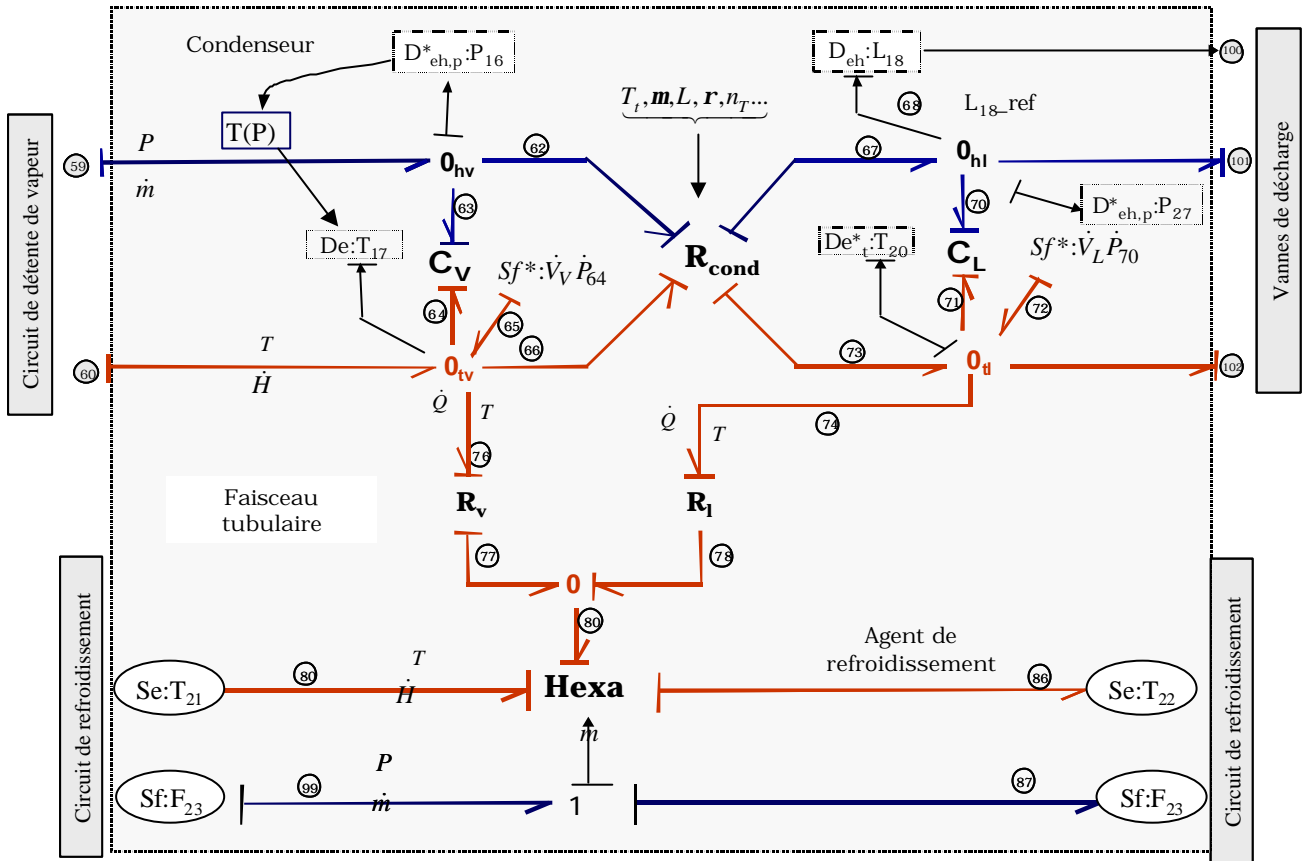 Condenseur
D*eh,p:P16
Deh:L18
100
68
L18_ref
Tt, m, L, r, nT...
T(P)
P
62
67
59
0hv
0hl
101
ṁ
63
70
D*eh,p:P27
De:T17
De*t:T20
CV
Sf*:V̇V Ṗ64
Rcond
CL
Sf*:V̇L Ṗ70
64
65
71
72
66
T
73
60
0tv
0tl
102
Ḣ
Q̇
T
Q̇
T
74
76
Rv
Rl
Faisceau
tubulaire
77
78
0
80
Agent de
refroidissement
T
80
86
Se:T21
Ḣ
Hexa
Se:T22
ṁ
P
99
87
Sf:F23
ṁ
1
Sf:F23
Circuit de détente de vapeur
Vannes de décharge
Circuit de refroidissement
Circuit de refroidissement